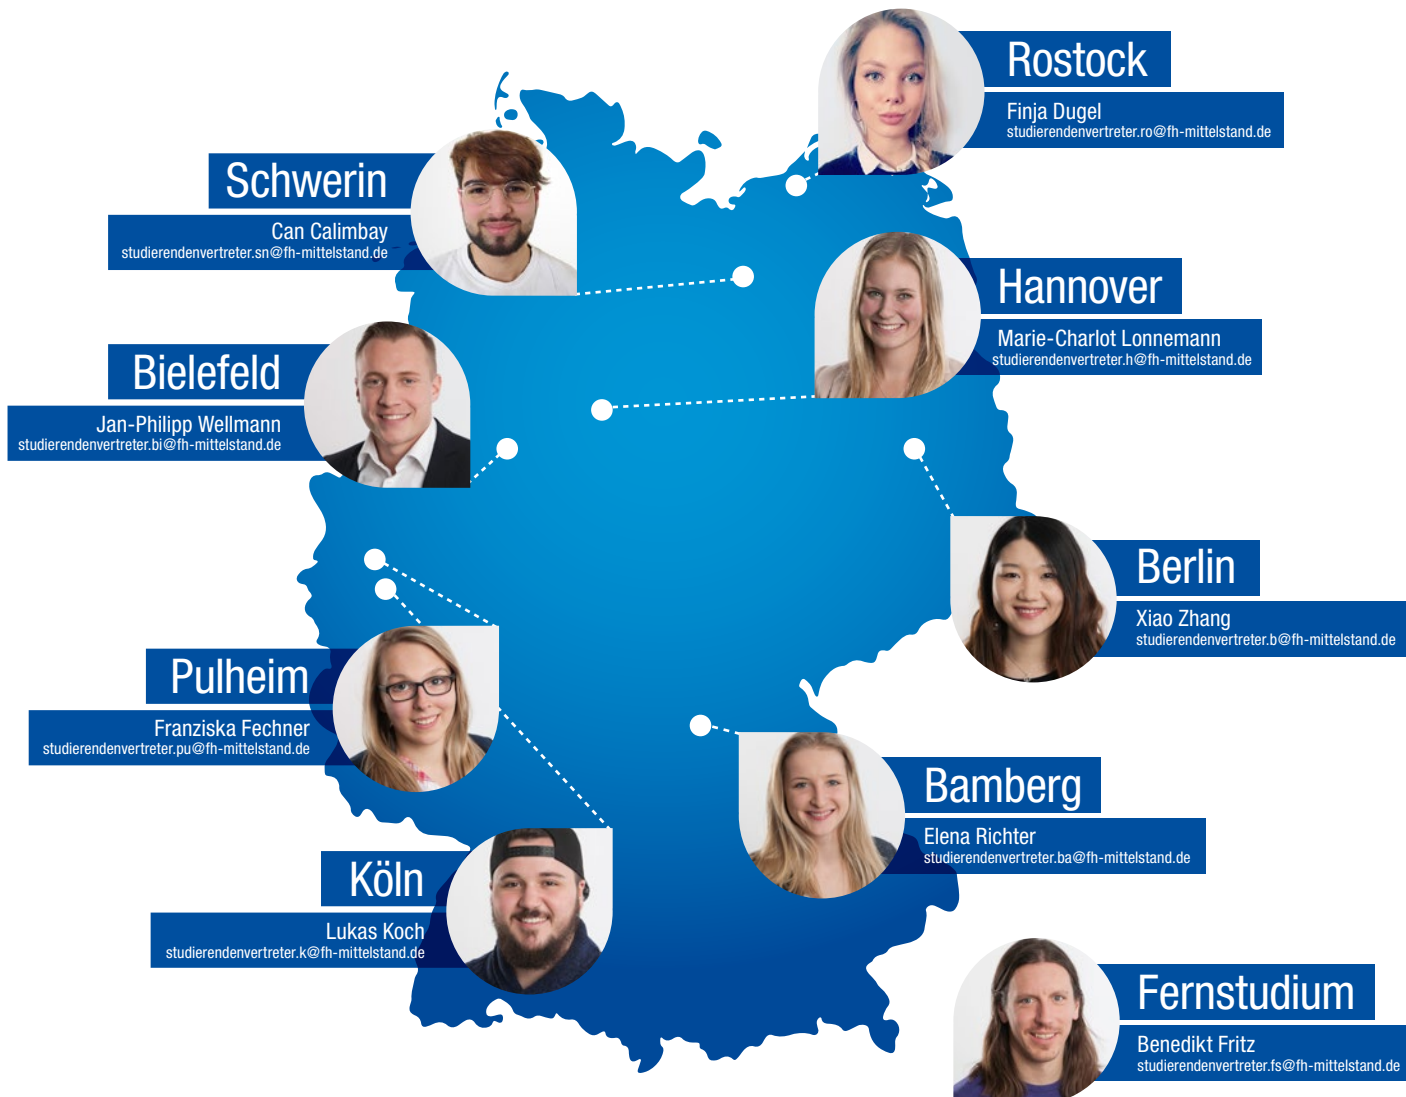 Rostock
Finja Dugel
studierendenvertreter.ro@fh-mittelstand.de
Schwerin
Can Calimbay
studierendenvertreter.sn@fh-mittelstand.de
Hannover
Marie-Charlot Lonnemann
studierendenvertreter.h@fh-mittelstand.de
Bielefeld
Jan-Philipp Wellmann
studierendenvertreter.bi@fh-mittelstand.de
Berlin
Xiao Zhang
studierendenvertreter.b@fh-mittelstand.de
Pulheim
Franziska Fechner
studierendenvertreter.pu@fh-mittelstand.de
Bamberg
Elena Richter
studierendenvertreter.ba@fh-mittelstand.de
Köln
Lukas Koch
studierendenvertreter.k@fh-mittelstand.de
Fernstudium
Benedikt Fritz
studierendenvertreter.fs@fh-mittelstand.de